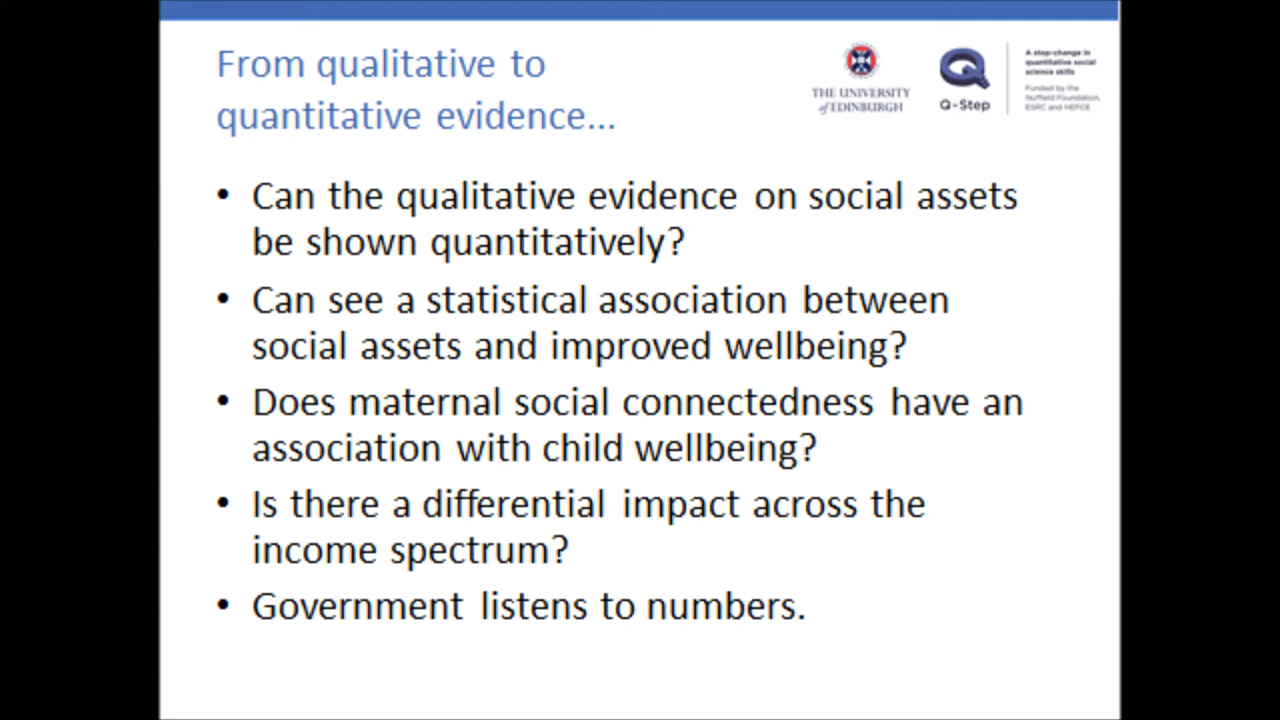 From qualitative to
quantitative evidence...
THE UNIVERSITY
of EDINBURGH
Q-Step
A step-change in
quantitative social
science skills
Funded by the
Nuffield Foundation,
ESRC and HEFCE
• Can the qualitative evidence on social assets
be shown quantitatively?
• Can see a statistical association between
social assets and improved wellbeing?
• Does maternal social connectedness have an
association with child wellbeing?
• Is there a differential impact across the
income spectrum?
• Government listens to numbers.